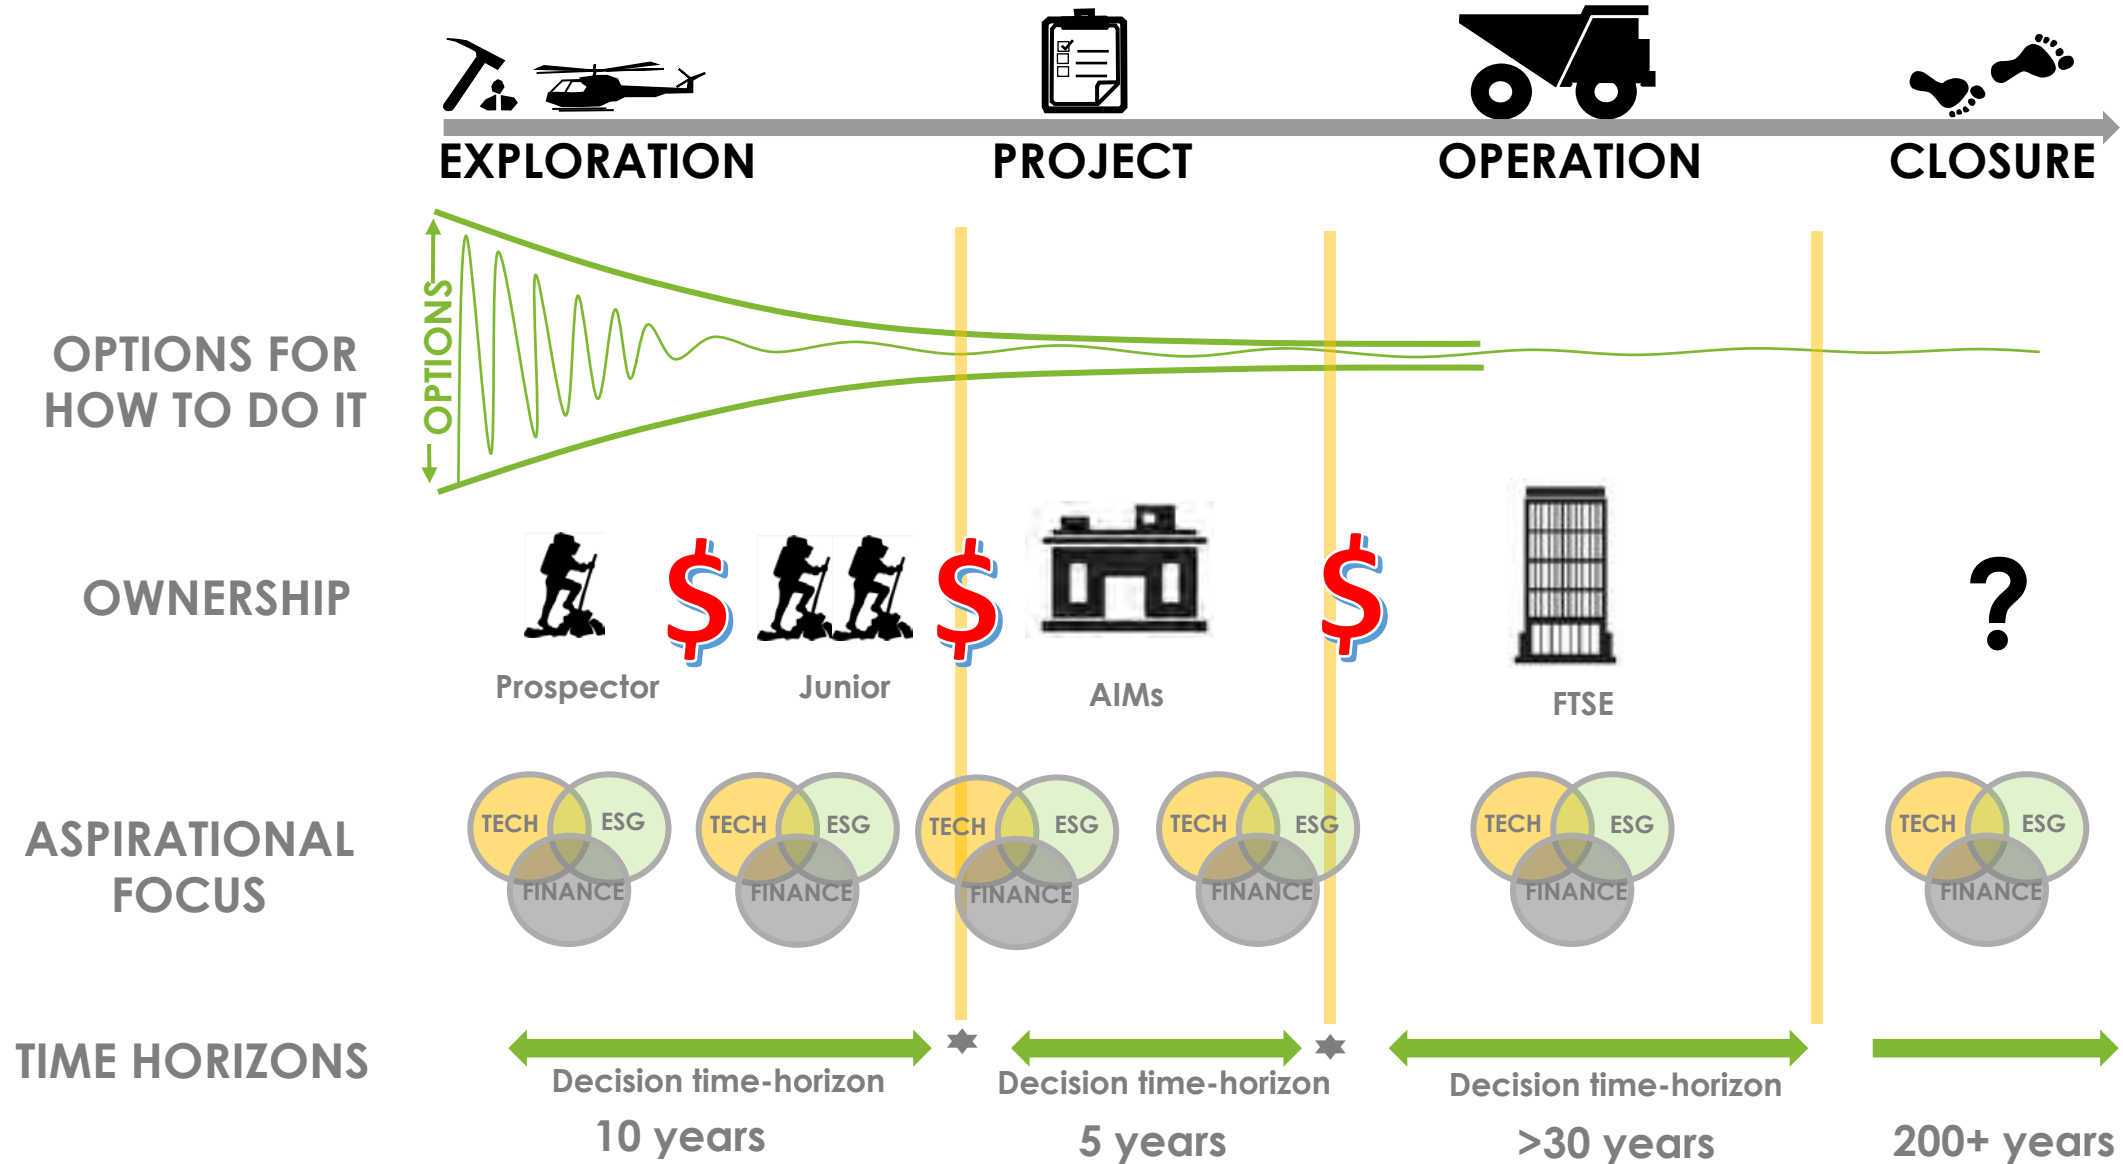 EXPLORATION
PROJECT
OPERATION
CLOSURE
OPTIONS FOR
HOW TO DO IT
OPTIONS
OWNERSHIP
$
$
$
?
Prospector
Junior
AIMs
FTSE
ASPIRATIONAL
FOCUS
TECH
ESG
FINANCE
TECH
ESG
FINANCE
TECH
ESG
FINANCE
TECH
ESG
FINANCE
TECH
ESG
FINANCE
TECH
ESG
FINANCE
TIME HORIZONS
Decision time-horizon
10 years
Decision time-horizon
5 years
Decision time-horizon
>30 years
200+ years